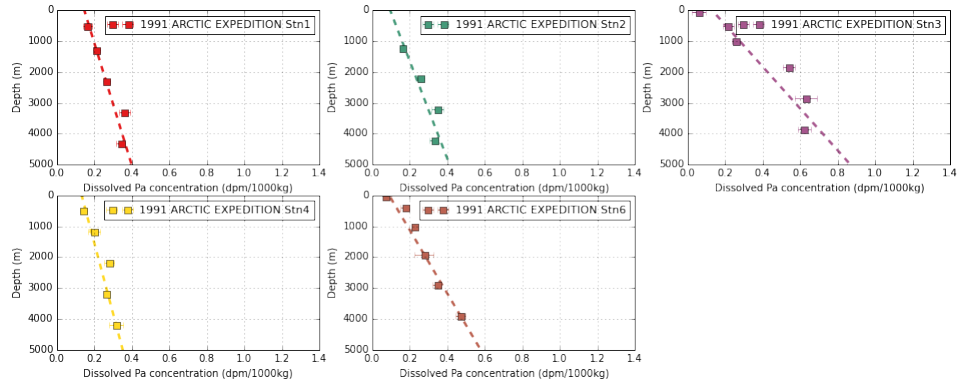 1991 ARCTIC EXPEDITION Stn1
0
1000
2000
3000
4000
5000
Depth (m)
0.0 0.2 0.4 0.6 0.8 1.0 1.2 1.4
Dissolved Pa concentration (dpm/1000kg)
1991 ARCTIC EXPEDITION Stn2
0
1000
2000
3000
4000
5000
Depth (m)
0.0 0.2 0.4 0.6 0.8 1.0 1.2 1.4
Dissolved Pa concentration (dpm/1000kg)
1991 ARCTIC EXPEDITION Stn3
0
1000
2000
3000
4000
5000
Depth (m)
0.0 0.2 0.4 0.6 0.8 1.0 1.2 1.4
Dissolved Pa concentration (dpm/1000kg)
1991 ARCTIC EXPEDITION Stn4
0
1000
2000
3000
4000
5000
Depth (m)
0.0 0.2 0.4 0.6 0.8 1.0 1.2 1.4
Dissolved Pa concentration (dpm/1000kg)
1991 ARCTIC EXPEDITION Stn6
0
1000
2000
3000
4000
5000
Depth (m)
0.0 0.2 0.4 0.6 0.8 1.0 1.2 1.4
Dissolved Pa concentration (dpm/1000kg)